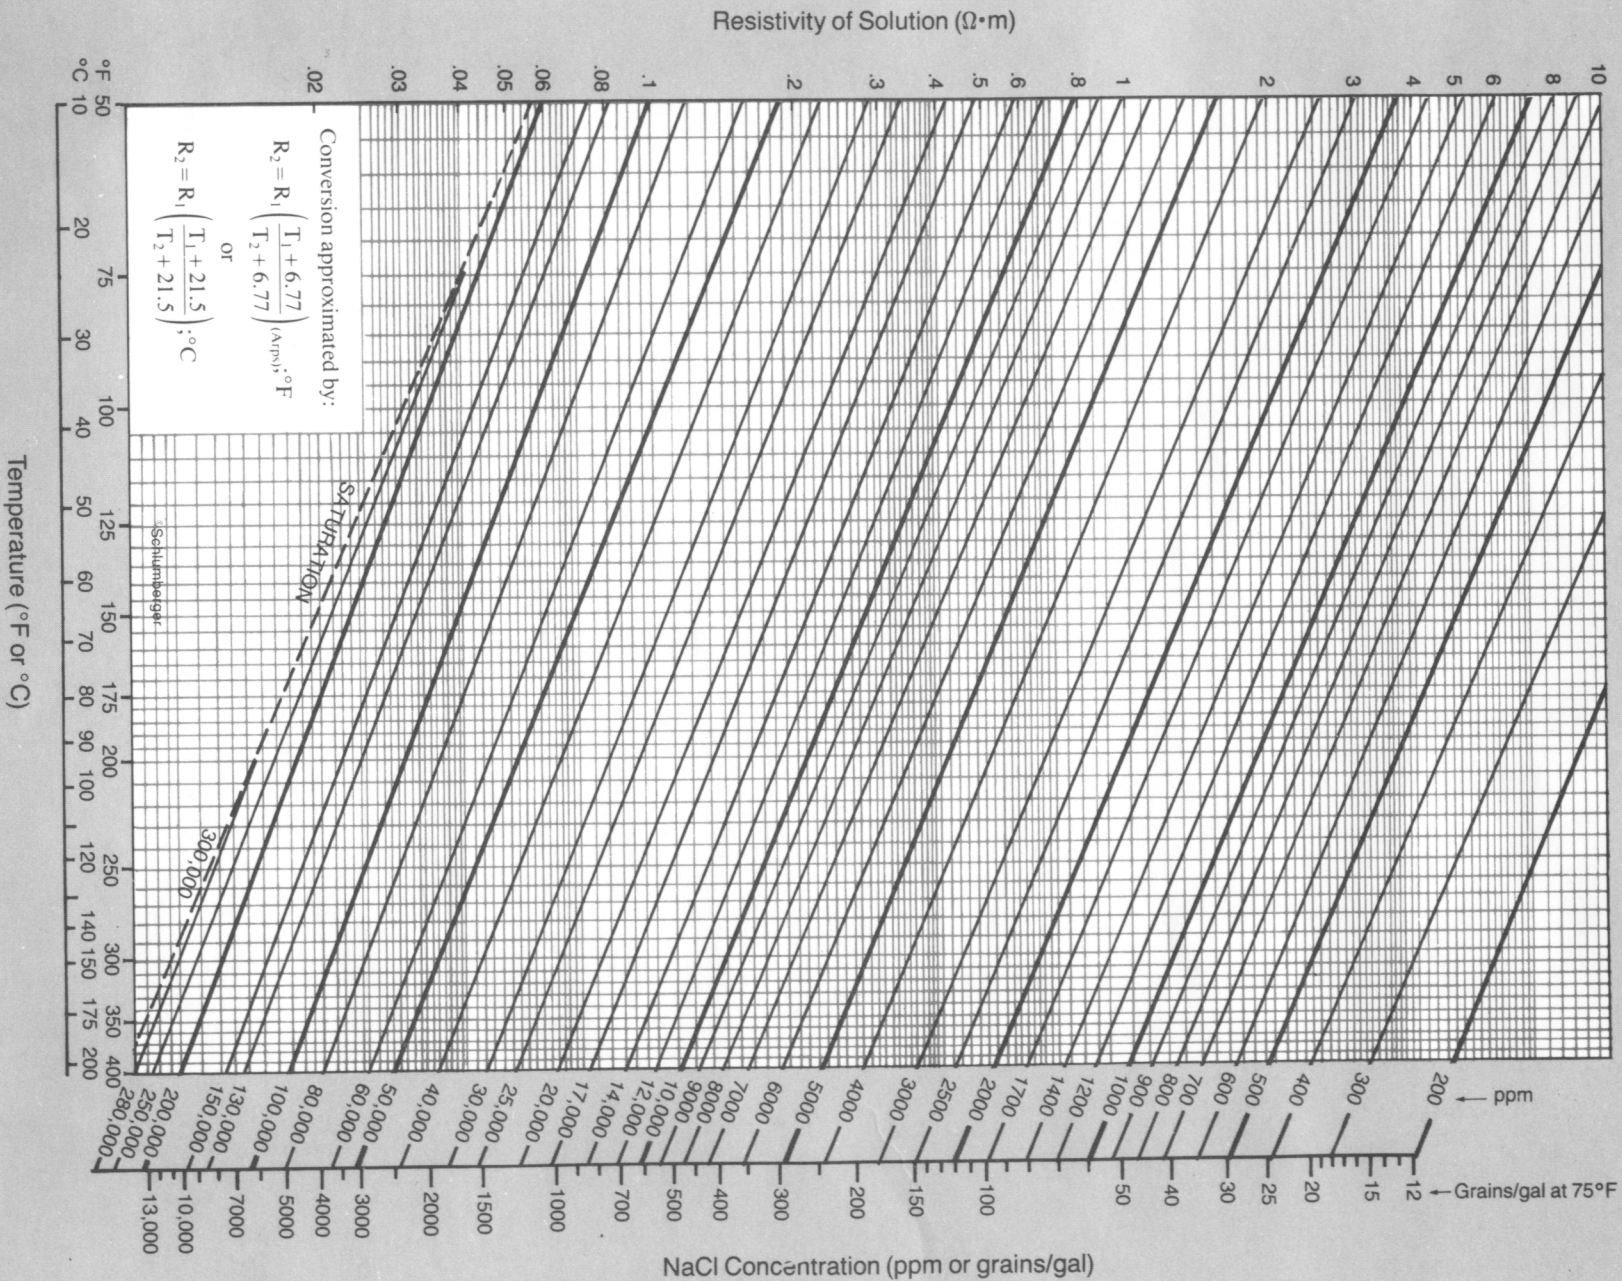 Resistivity of Solution (Ω•m)
.02 .03 .04 .05 .06 .08 .1 .2 .3 .4 .5 .6 .8 1 2 3 4 5 6 8 10
°F
°C
50 75 100 125 150 175 200 250 300 350 400
10 20 30 40 50 60 70 80 90 100 120 140 150 175 200
Temperature (°F or °C)
Conversion approximated by:
R₂ = R₁ ( T₁ + 6.77 / T₂ + 6.77 ) (Arps); °F
or
R₂ = R₁ ( T₁ + 21.5 / T₂ + 21.5 ) ; °C
SATURATION
©Schlumberger
300,000
280,000 250,000 200,000 150,000 130,000 100,000 80,000 60,000 50,000 40,000 30,000 25,000 20,000 17,000 14,000 12,000 10,000 9000 8000 7000 6000 5000 4000 3000 2500 2000 1700 1400 1200 1000 900 800 700 600 500 400 300 200
← ppm
13,000 10,000 7000 5000 4000 3000 2000 1500 1000 700 500 400 300 200 100 50 40 30 25 20 15 12
← Grains/gal at 75°F
NaCl Concentration (ppm or grains/gal)